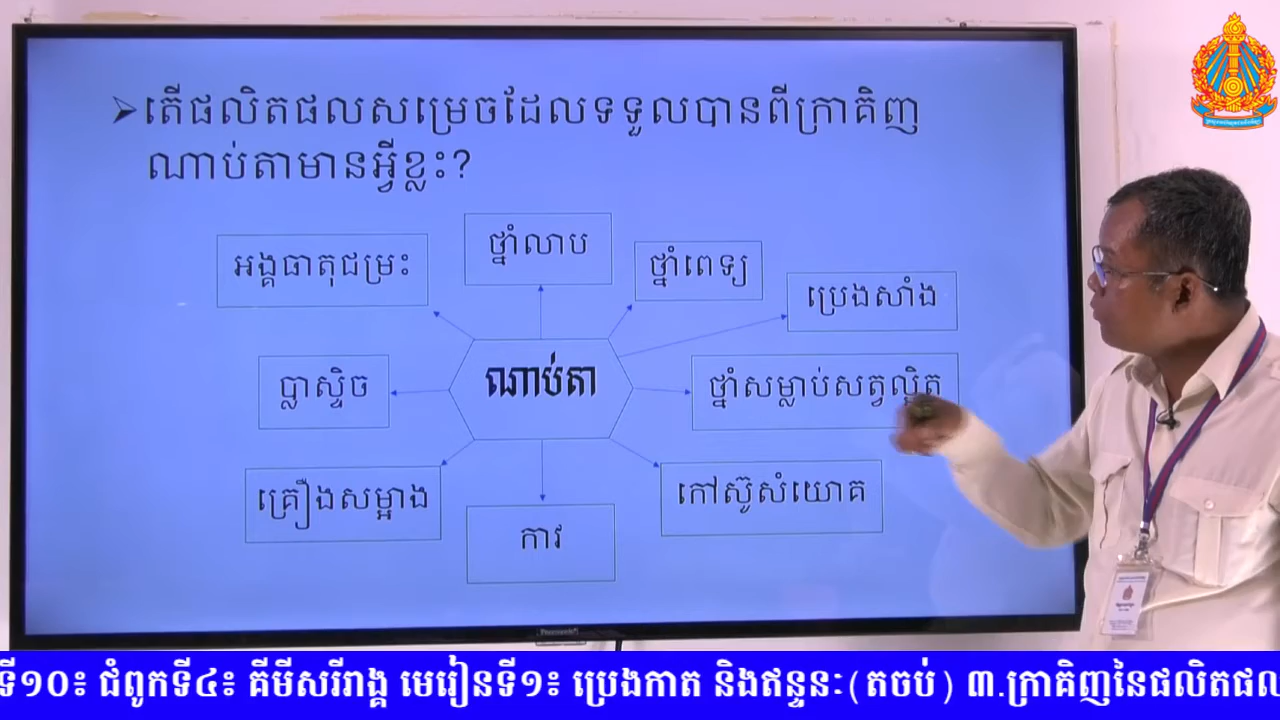 តើផលិតផលសម្រេចដែលទទួលបានពីក្រាគិញ
ណាប់តាមានអ្វីខ្លះ?
ថ្នាំលាប
អង្គធាតុជម្រះ
ថ្នាំពេទ្យ
ប្រេងសាំង
ណាប់តា
ប្លាស្ទិច
ថ្នាំសម្លាប់សត្វល្អិត
គ្រឿងសម្អាង
កៅស៊ូសំយោគ
កាវ
Panasonic
ទី១០៖ ជំពូកទី៤៖ គីមីសរីរាង្គ មេរៀនទី១៖ ប្រេងកាត និងឥន្ធនៈ(តចប់) ៣.ក្រាគិញនៃផលិតផល